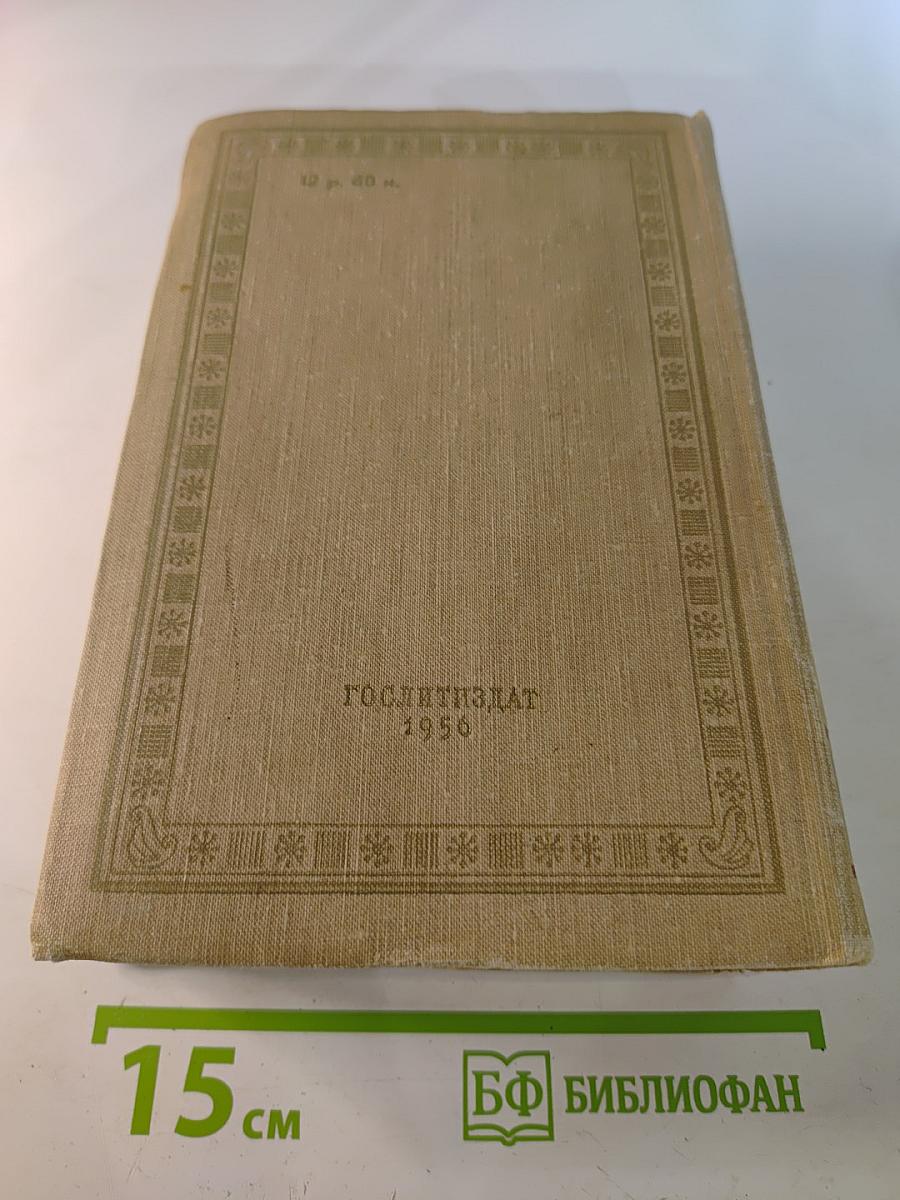 12 р. 60 к.
ГОСЛИТИЗДАТ
1956
15 см
БФ БИБЛИОФАН